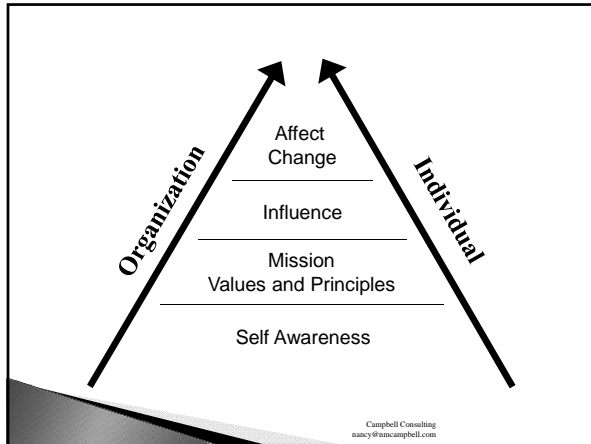 Affect
Change
Organization
Individual
Influence
Mission
Values and Principles
Self Awareness
Campbell Consulting
nancy@nmcampbell.com